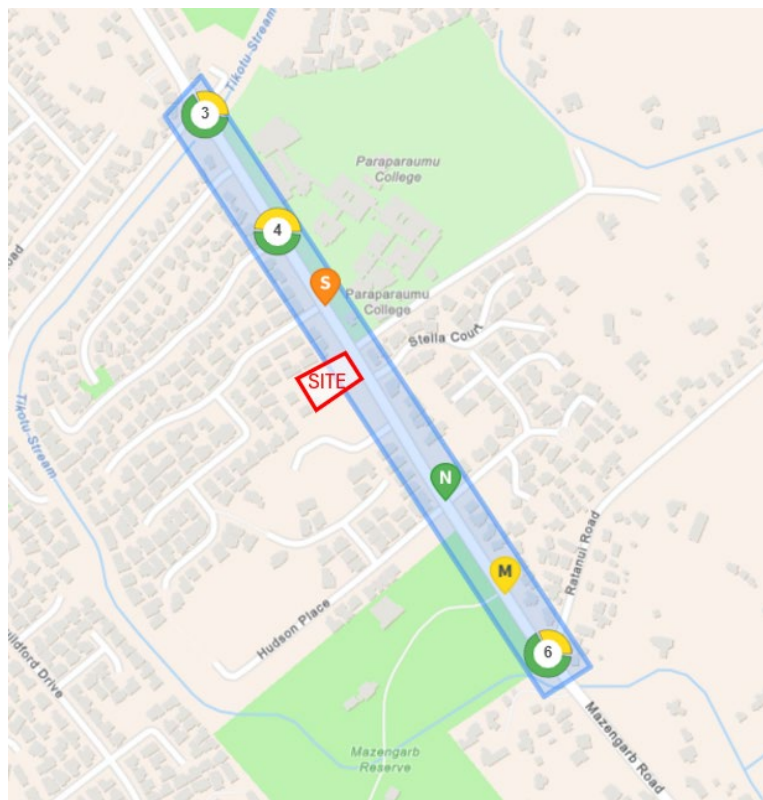 Tikotu-Stream
3
Paraparaumu
College
4
S
Paraparaumu
College
oad
Stella Court
SITE
Tikotu-Stream
N
Ratanui Road
M
Hudson Place
6
uildford Drive
Mazengarb Road
Mazengarb
Reserve